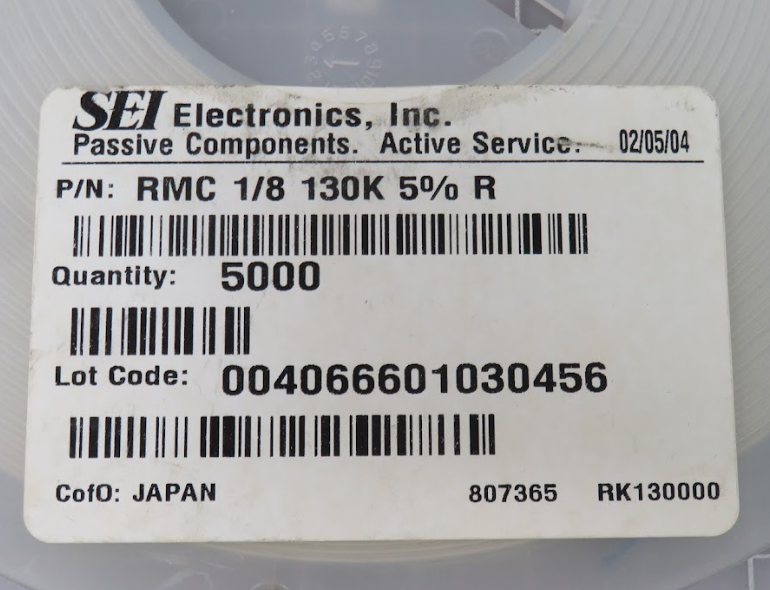 SEI Electronics, Inc.
Passive Components. Active Service. 02/05/04
P/N: RMC 1/8 130K 5% R
Quantity: 5000
Lot Code: 004066601030456
CofO: JAPAN 807365 RK130000